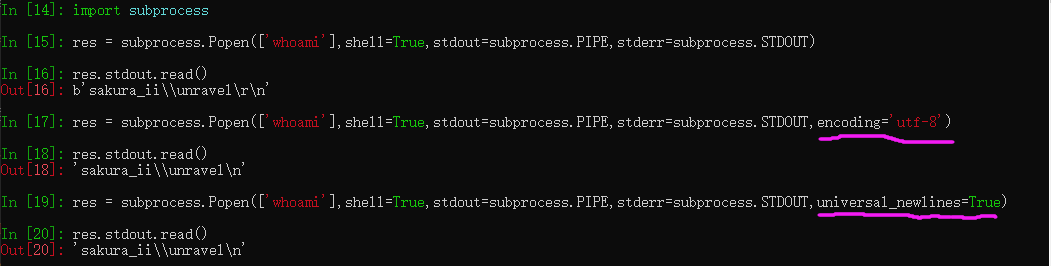 In [14]: import subprocess
In [15]: res = subprocess.Popen(['whoami'],shell=True,stdout=subprocess.PIPE,stderr=subprocess.STDOUT)
In [16]: res.stdout.read()
Out[16]: b'sakura_ii\\unravel\r\n'
In [17]: res = subprocess.Popen(['whoami'],shell=True,stdout=subprocess.PIPE,stderr=subprocess.STDOUT,encoding='utf-8')
In [18]: res.stdout.read()
Out[18]: 'sakura_ii\\unravel\n'
In [19]: res = subprocess.Popen(['whoami'],shell=True,stdout=subprocess.PIPE,stderr=subprocess.STDOUT,universal_newlines=True)
In [20]: res.stdout.read()
Out[20]: 'sakura_ii\\unravel\n'